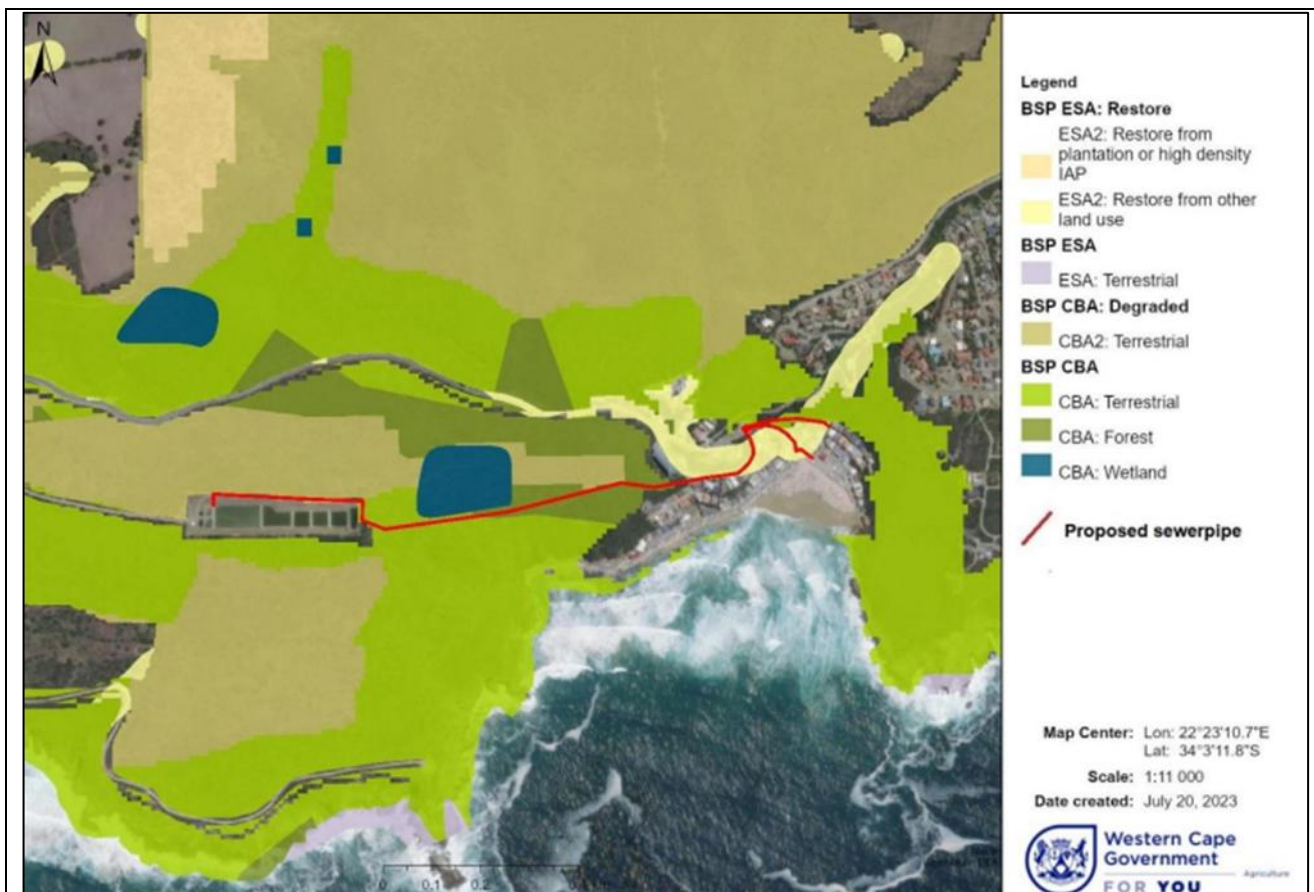 N
Legend
BSP ESA: Restore
ESA2: Restore from
plantation or high density
IAP
ESA2: Restore from other
land use
BSP ESA
ESA: Terrestrial
BSP CBA: Degraded
CBA2: Terrestrial
BSP CBA
CBA: Terrestrial
CBA: Forest
CBA: Wetland
Proposed sewerpipe
Map Center: Lon: 22°23'10.7"E
Lat: 34°3'11.8"S
Scale: 1:11 000
Date created: July 20, 2023
Western Cape
Government
Agriculture
FOR YOU
0 0.1 0.2